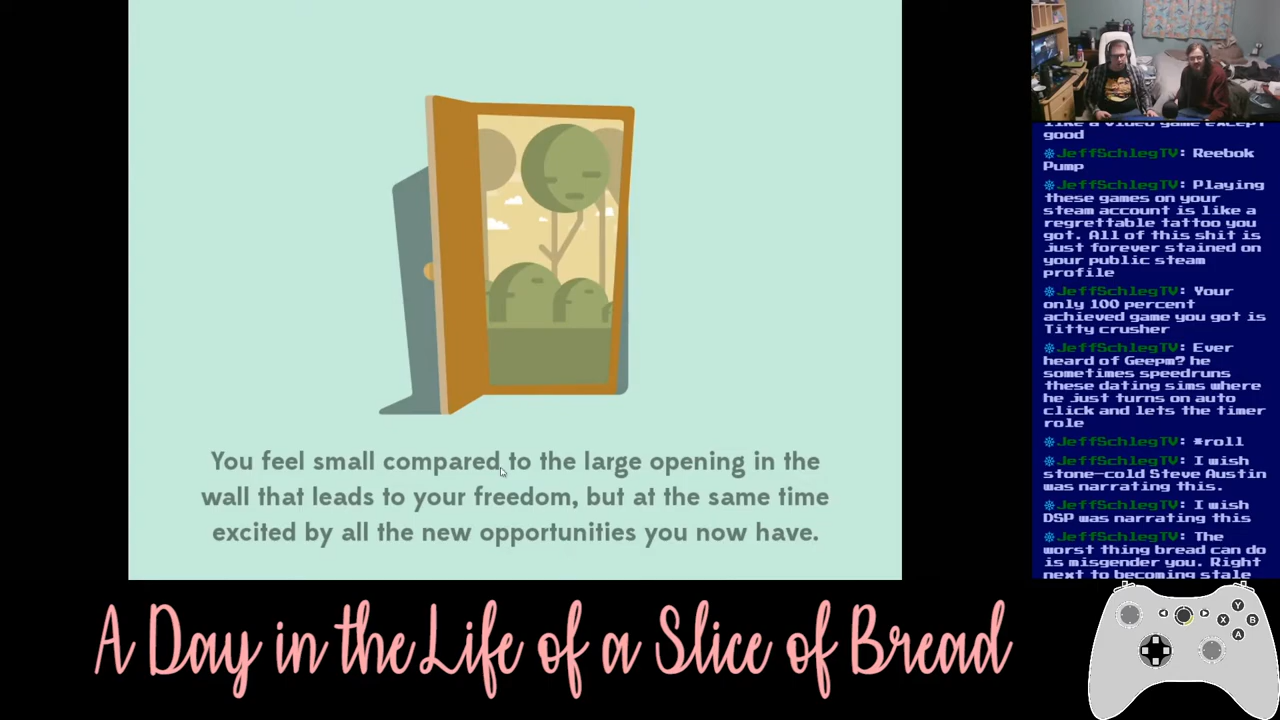 You feel small compared to the large opening in the
wall that leads to your freedom, but at the same time
excited by all the new opportunities you now have.
A Day in the Life of a Slice of Bread
like a video game except
good
JeffSchlegTV: Reebok
Pump
JeffSchlegTV: Playing
these games on your
steam account is like a
regrettable tattoo you
got. All of this shit is
just forever stained on
your public steam
profile
JeffSchlegTV: Your
only 100 percent
achieved game you got is
Titty crusher
JeffSchlegTV: Ever
heard of Geepm? he
sometimes speedruns
these dating sims where
he just turns on auto
click and lets the timer
role
JeffSchlegTV: *roll
JeffSchlegTV: I wish
stone-cold Steve Austin
was narrating this.
JeffSchlegTV: I wish
DSP was narrating this
JeffSchlegTV: The
worst thing bread can do
is misgender you. Right
next to becoming stale
Y
X
B
A